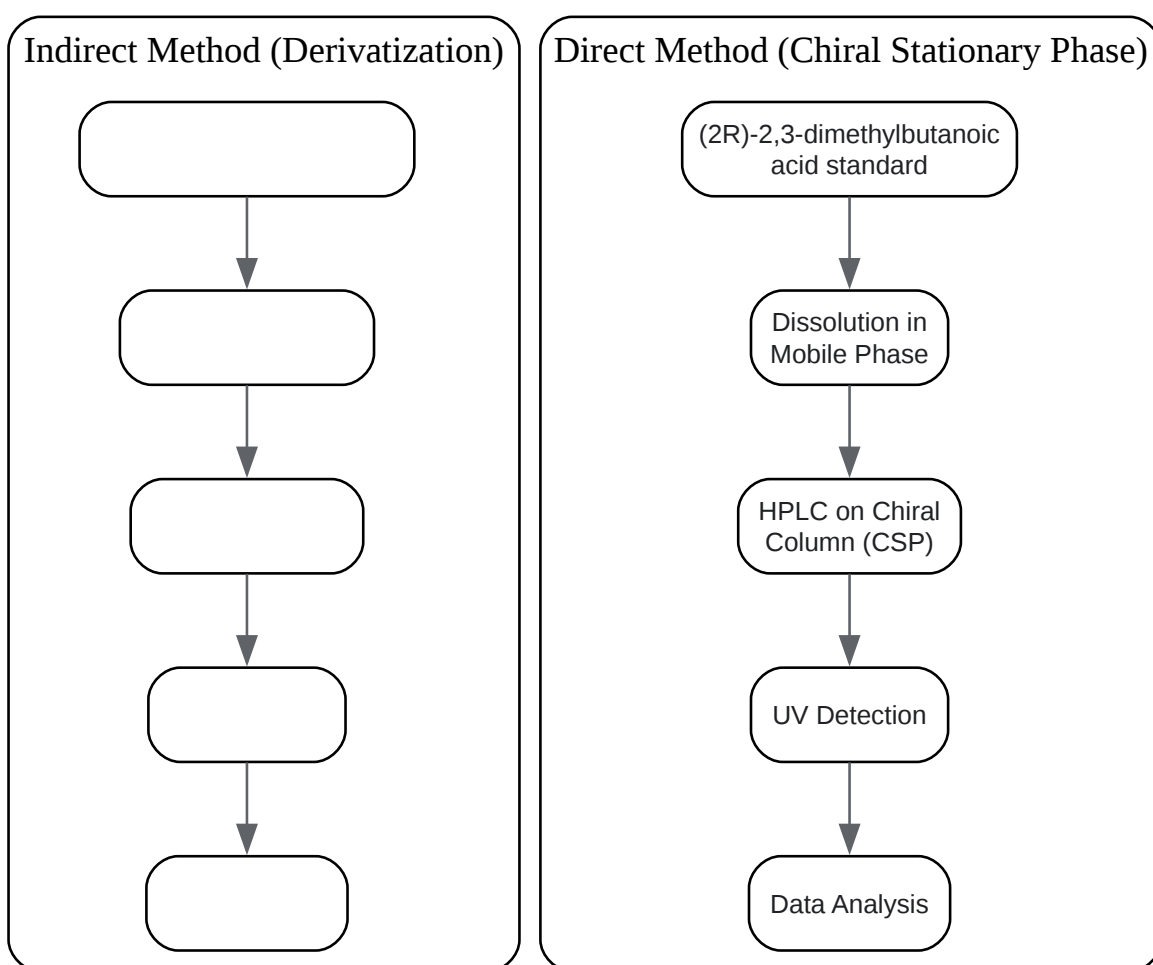 Indirect Method (Derivatization)
Direct Method (Chiral Stationary Phase)
(2R)-2,3-dimethylbutanoic
acid standard
Dissolution in
Mobile Phase
HPLC on Chiral
Column (CSP)
UV Detection
Data Analysis